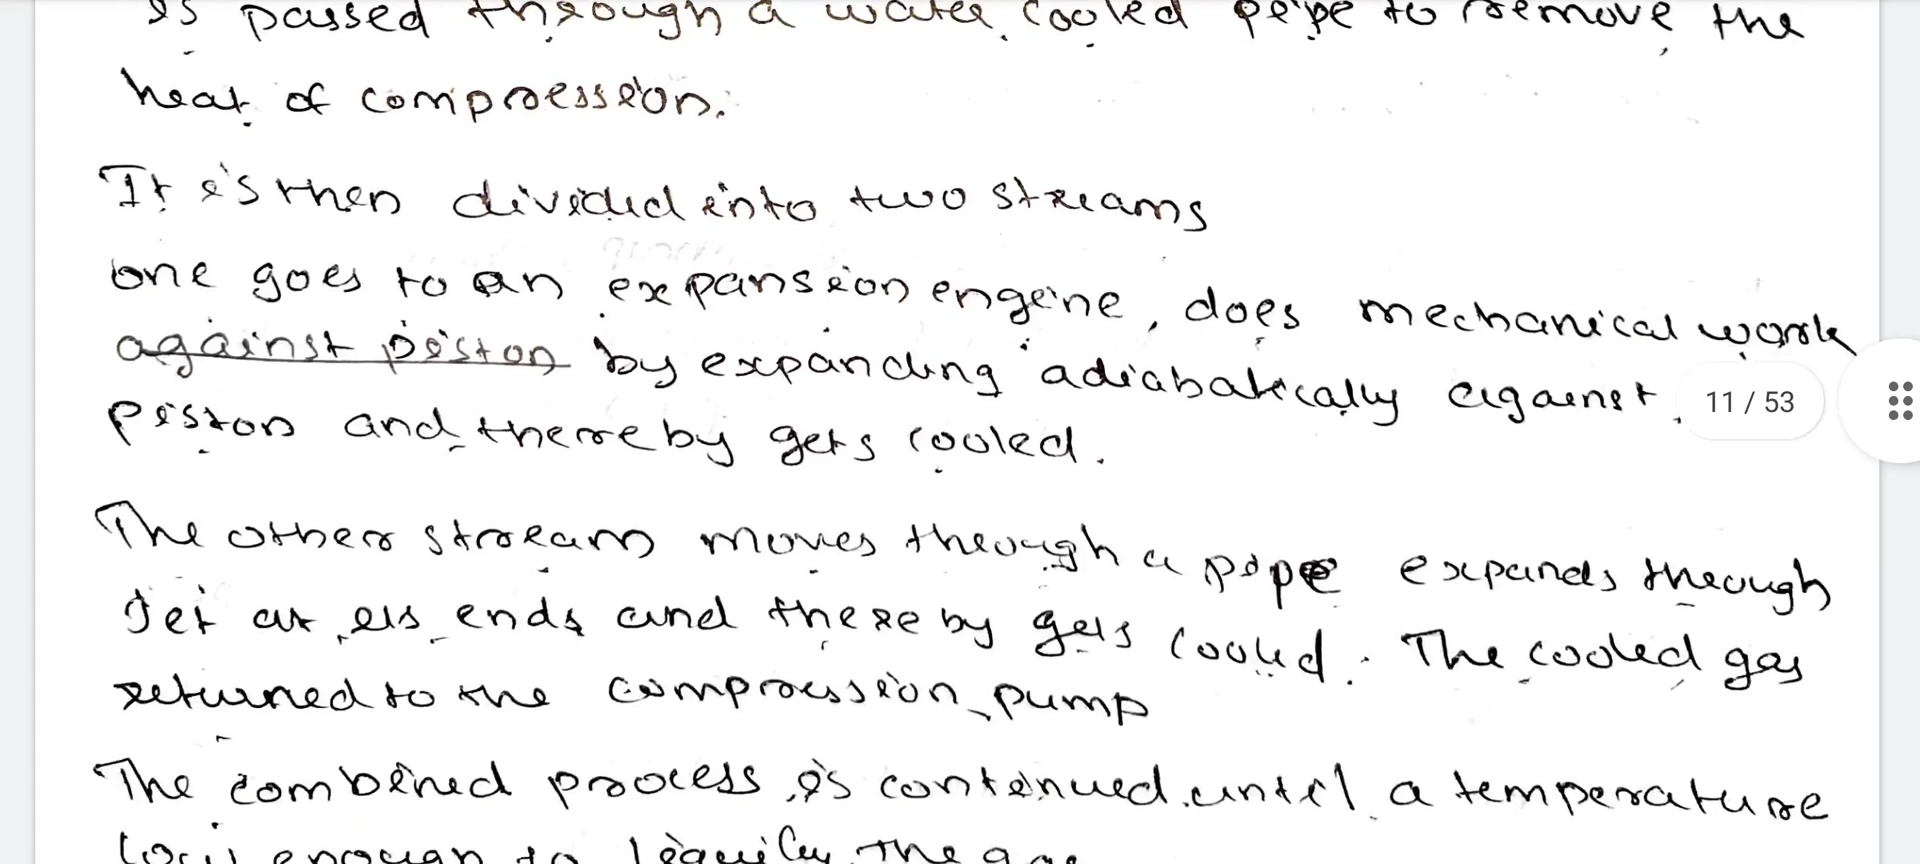 is passed through a water cooled pipe to remove the
heat of compression.
It is then divided into two streams
one goes to an expansion engine, does mechanical work
against piston by expanding adiabatically against
11 / 53
piston and thereby gets cooled.
The other stream moves through a pipe expands through
Jet at its ends and thereby gets cooled. The cooled gas
returned to the compression pump
The combined process is continued until a temperature
low enough to liquify the gas